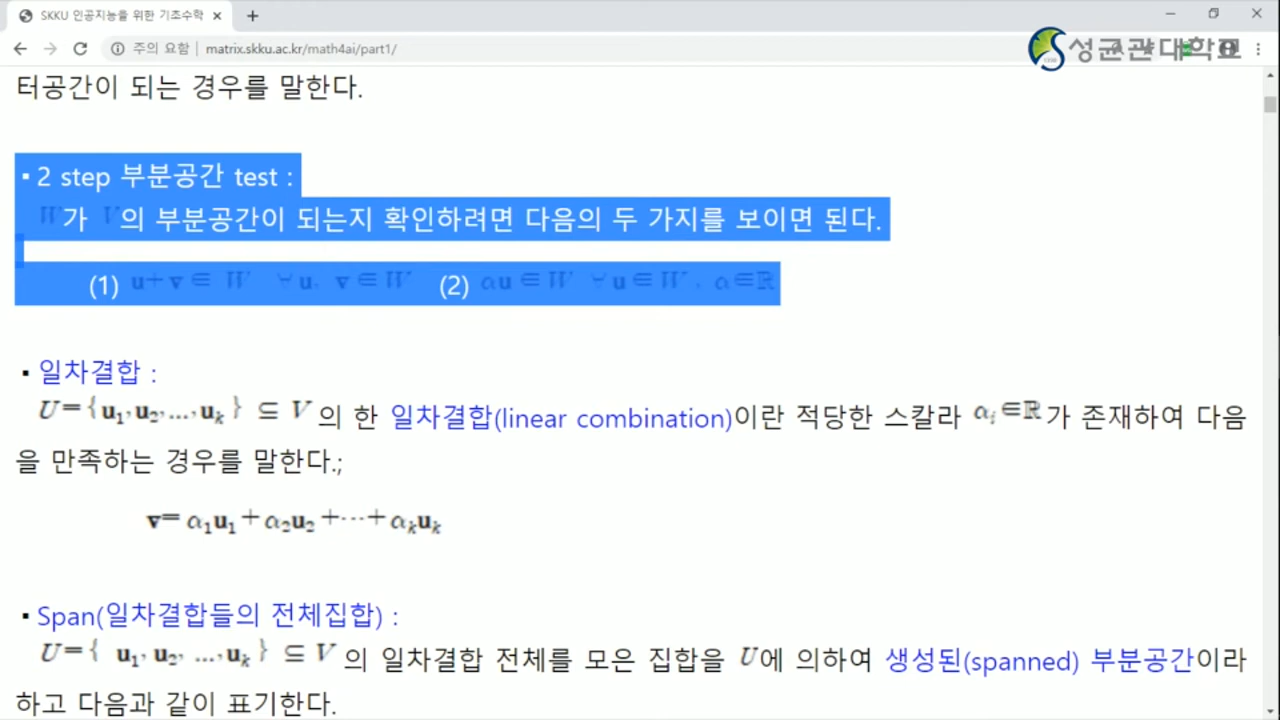 SKKU 인공지능을 위한 기초수학
주의 요함 | matrix.skku.ac.kr/math4ai/part1/
성균관대학교
터공간이 되는 경우를 말한다.
▪ 2 step 부분공간 test :
W가 V의 부분공간이 되는지 확인하려면 다음의 두 가지를 보이면 된다.
(1) u+v∈ W ∀u, v∈W (2) αu∈W ∀u∈W, α∈ℝ
▪ 일차결합 :
U={u₁,u₂,...,uₖ} ⊆ V의 한 일차결합(linear combination)이란 적당한 스칼라 αᵢ∈ℝ가 존재하여 다음
을 만족하는 경우를 말한다.;
v=α₁u₁+α₂u₂+⋯+αₖuₖ
▪ Span(일차결합들의 전체집합) :
U={ u₁, u₂, ...,uₖ } ⊆ V의 일차결합 전체를 모은 집합을 U에 의하여 생성된(spanned) 부분공간이라
하고 다음과 같이 표기한다.